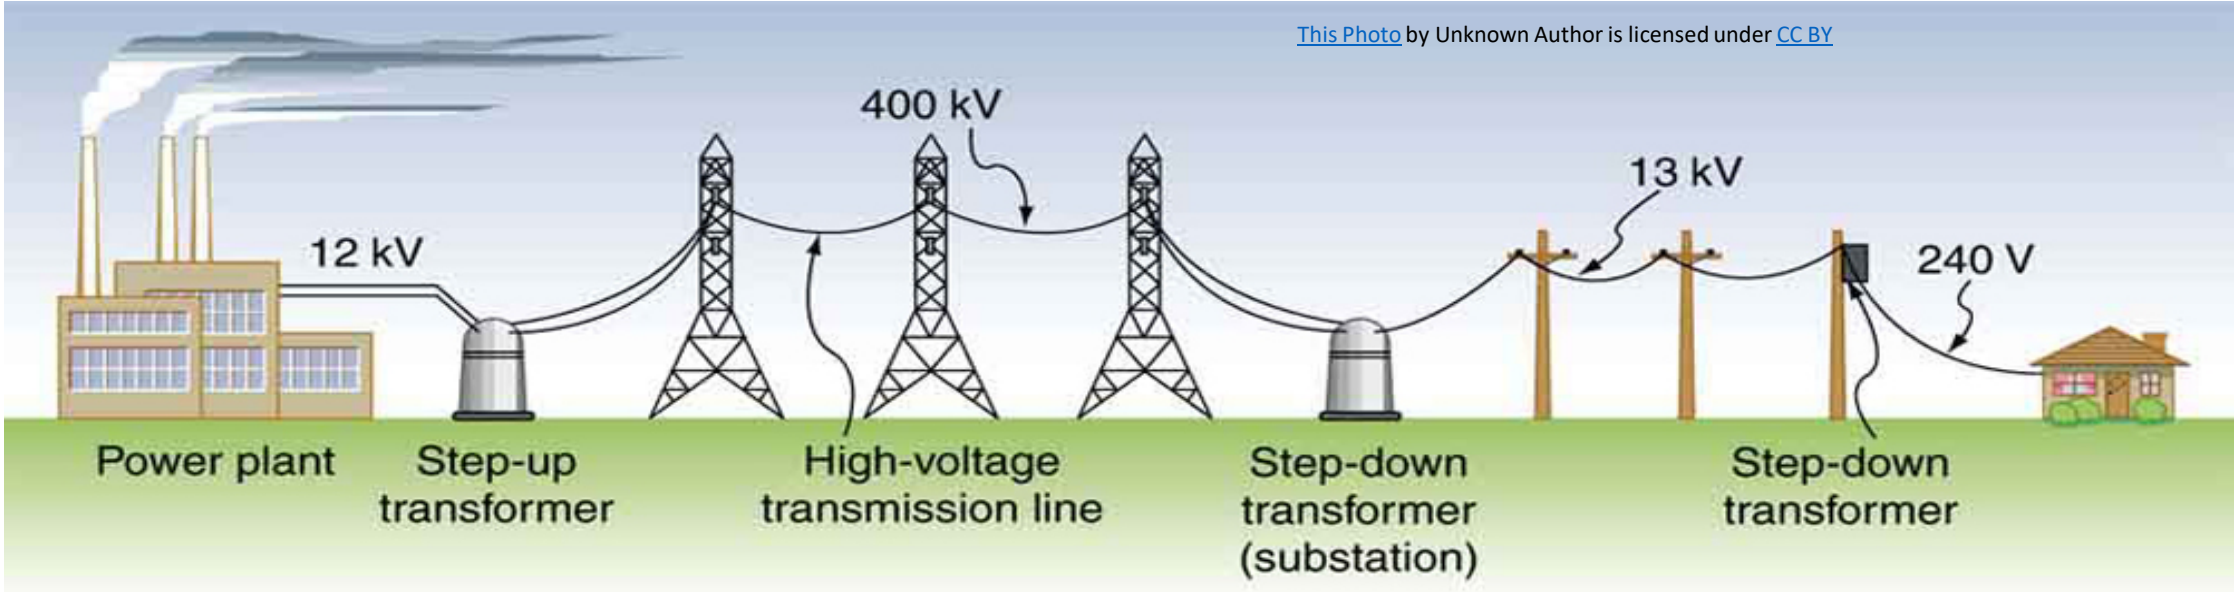 This Photo by Unknown Author is licensed under CC BY
400 kV
13 kV
12 kV
240 V
Power plant
Step-up
transformer
High-voltage
transmission line
Step-down
transformer
(substation)
Step-down
transformer